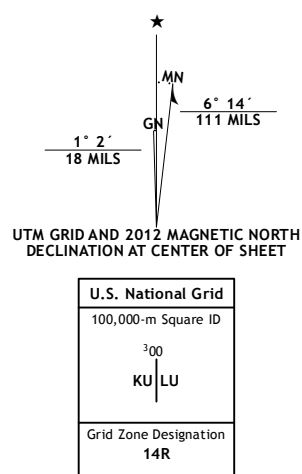 MN
6° 14´
111 MILS
GN
1° 2´
18 MILS
UTM GRID AND 2012 MAGNETIC NORTH
DECLINATION AT CENTER OF SHEET
U.S. National Grid
100,000-m Square ID
³00
KU LU
Grid Zone Designation
14R